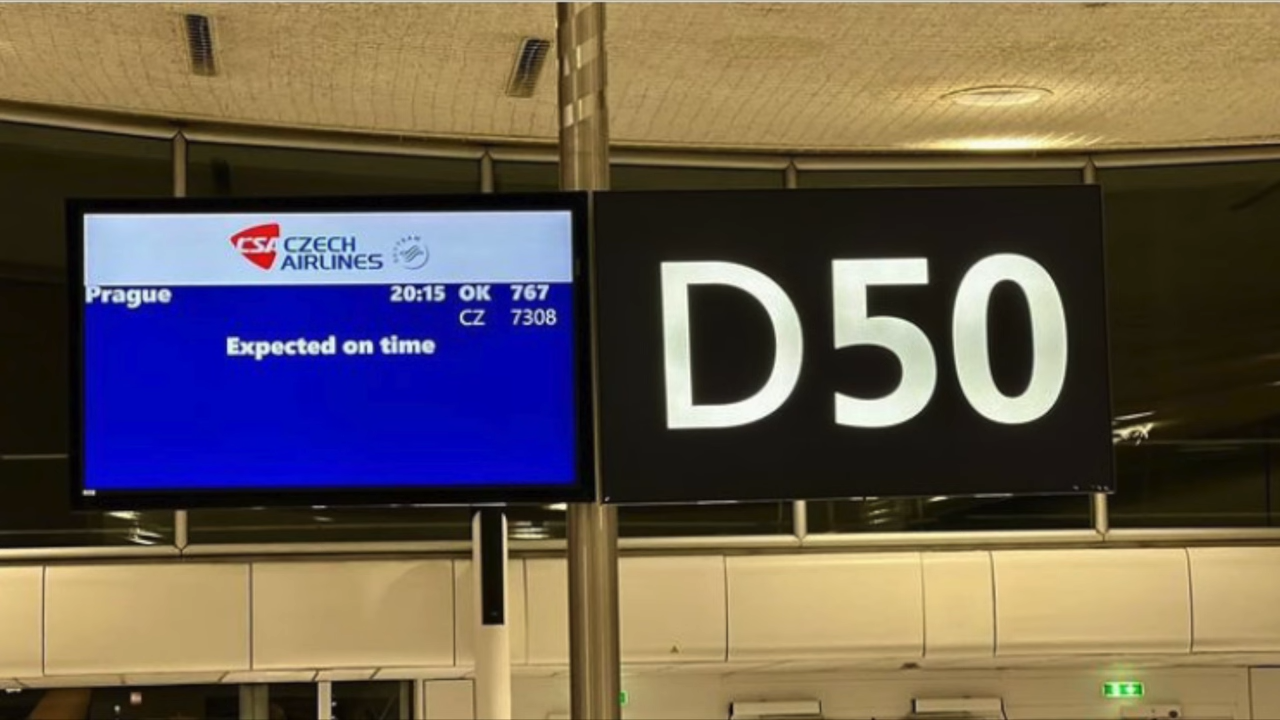 CSA CZECH
AIRLINES
Prague 20:15 OK 767
CZ 7308
Expected on time
D50